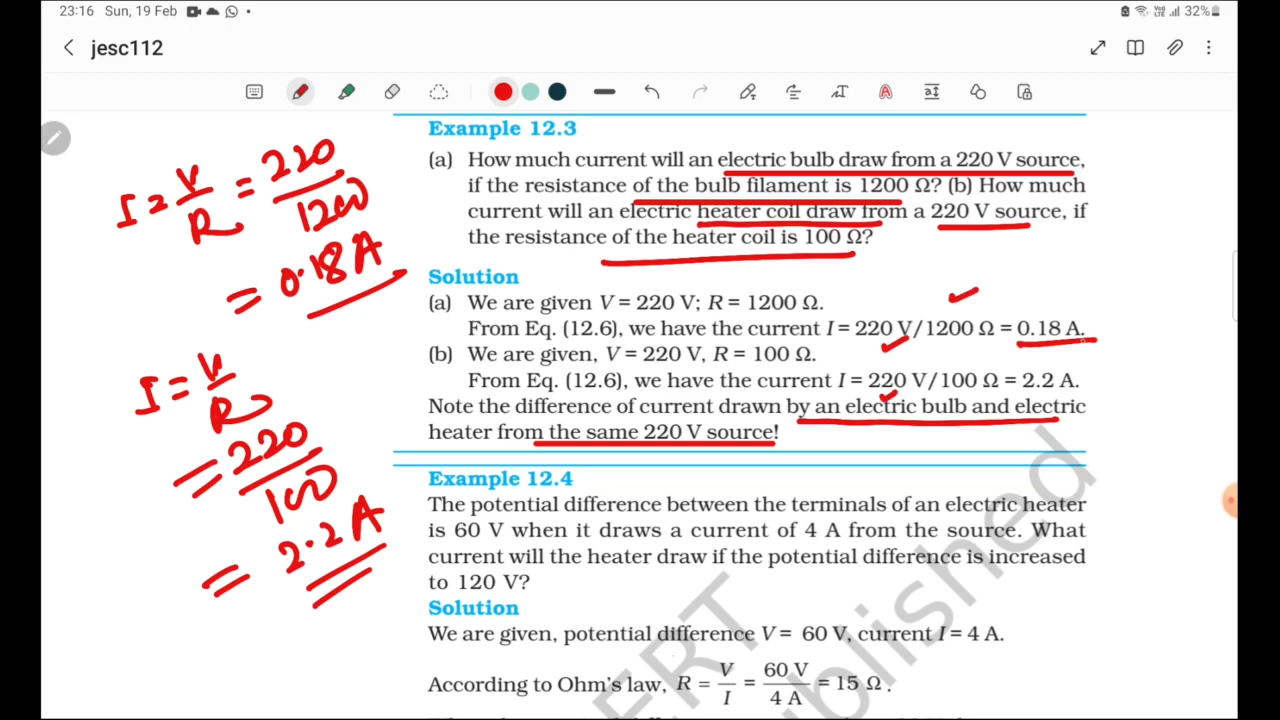 23:16 Sun, 19 Feb
32%
jesc112
Example 12.3
(a) How much current will an electric bulb draw from a 220 V source,
if the resistance of the bulb filament is 1200 Ω? (b) How much
current will an electric heater coil draw from a 220 V source, if
the resistance of the heater coil is 100 Ω?
Solution
(a) We are given V = 220 V; R = 1200 Ω.
From Eq. (12.6), we have the current I = 220 V/1200 Ω = 0.18 A.
(b) We are given, V = 220 V, R = 100 Ω.
From Eq. (12.6), we have the current I = 220 V/100 Ω = 2.2 A.
Note the difference of current drawn by an electric bulb and electric
heater from the same 220 V source!
I = V/R = 220/1200
= 0.18 A
I = V/R
= 220/100
= 2.2 A
Example 12.4
The potential difference between the terminals of an electric heater
is 60 V when it draws a current of 4 A from the source. What
current will the heater draw if the potential difference is increased
to 120 V?
Solution
We are given, potential difference V = 60 V, current I = 4 A.
According to Ohm's law, R = V/I = 60 V/4 A = 15 Ω.